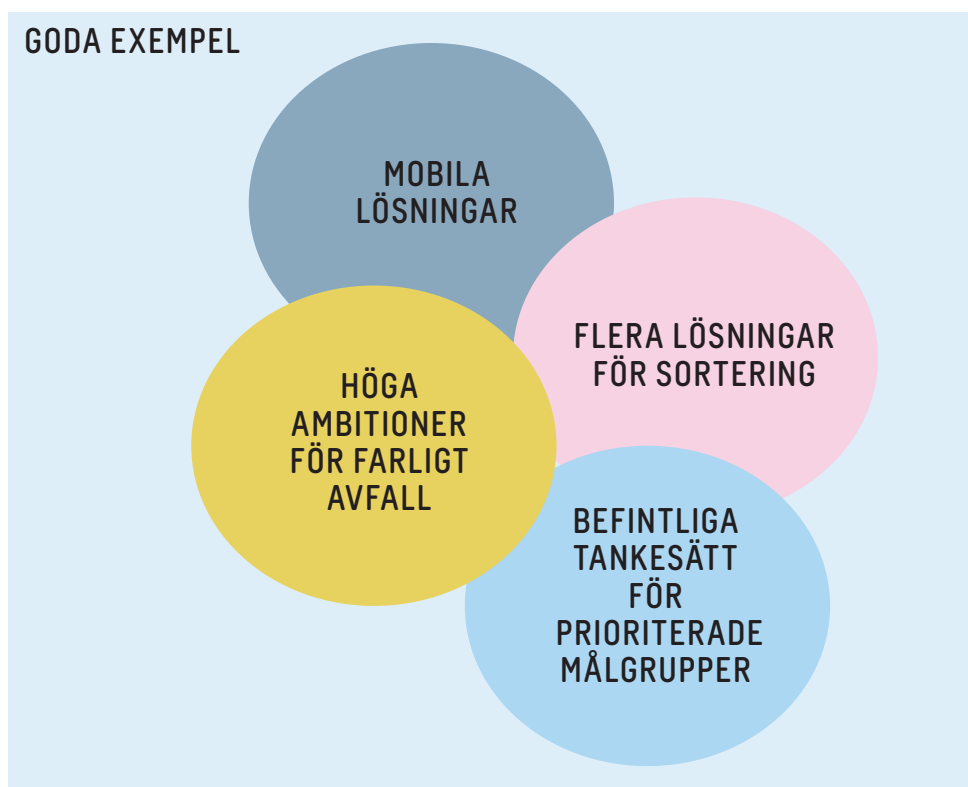 GODA EXEMPEL
MOBILA
LÖSNINGAR
FLERA LÖSNINGAR
FÖR SORTERING
HÖGA
AMBITIONER
FÖR FARLIGT
AVFALL
BEFINTLIGA
TANKESÄTT
FÖR
PRIORITERADE
MÅLGRUPPER